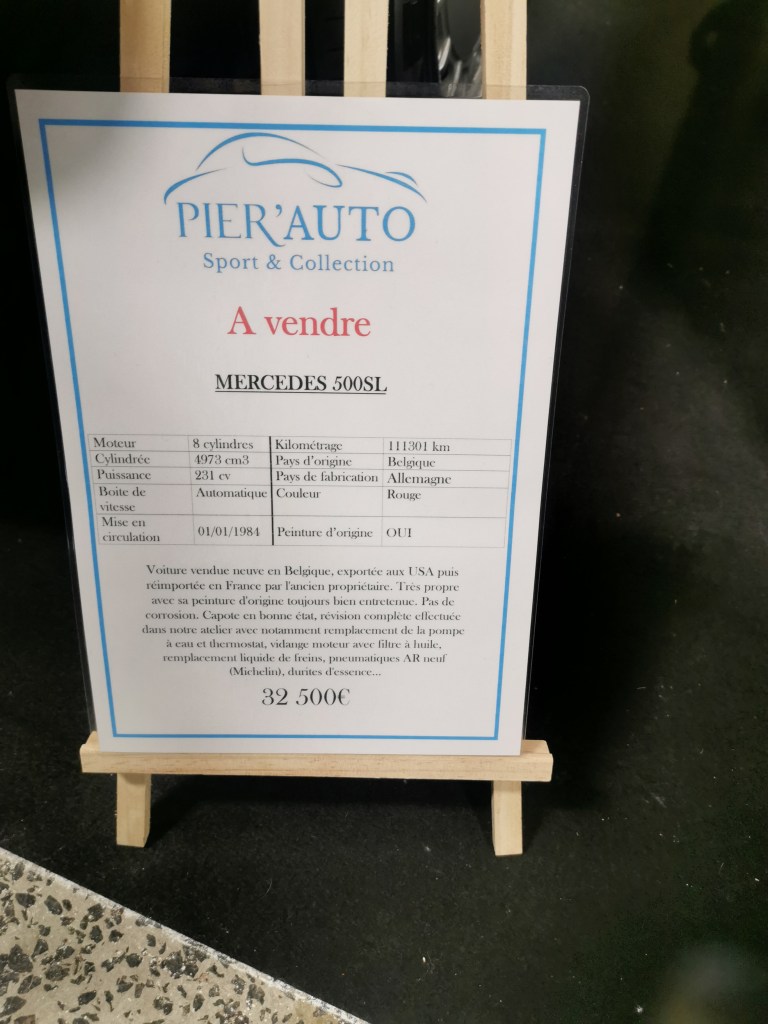 PIER'AUTO
Sport & Collection
A vendre
MERCEDES 500SL
Moteur 8 cylindres Kilométrage 111301 km
Cylindrée 4973 cm3 Pays d'origine Belgique
Puissance 231 cv Pays de fabrication Allemagne
Boite de vitesse Automatique Couleur Rouge
Mise en circulation 01/01/1984 Peinture d'origine OUI
Voiture vendue neuve en Belgique, exportée aux USA puis
réimportée en France par l'ancien propriétaire. Très propre
avec sa peinture d'origine toujours bien entretenue. Pas de
corrosion. Capote en bonne état, révision complète effectuée
dans notre atelier avec notamment remplacement de la pompe
à eau et thermostat, vidange moteur avec filtre à huile,
remplacement liquide de freins, pneumatiques AR neuf
(Michelin), durites d'essence...
32 500€